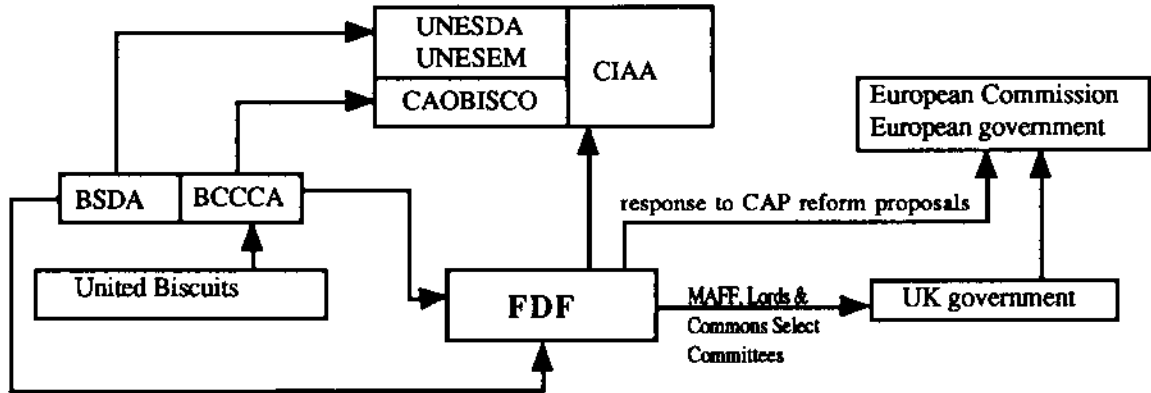 UNESDA
UNESEM
CIAA
CAOBISCO
European Commission
European government
BSDA
BCCCA
response to CAP reform proposals
United Biscuits
FDF
MAFF, Lords &
Commons Select
Committees
UK government